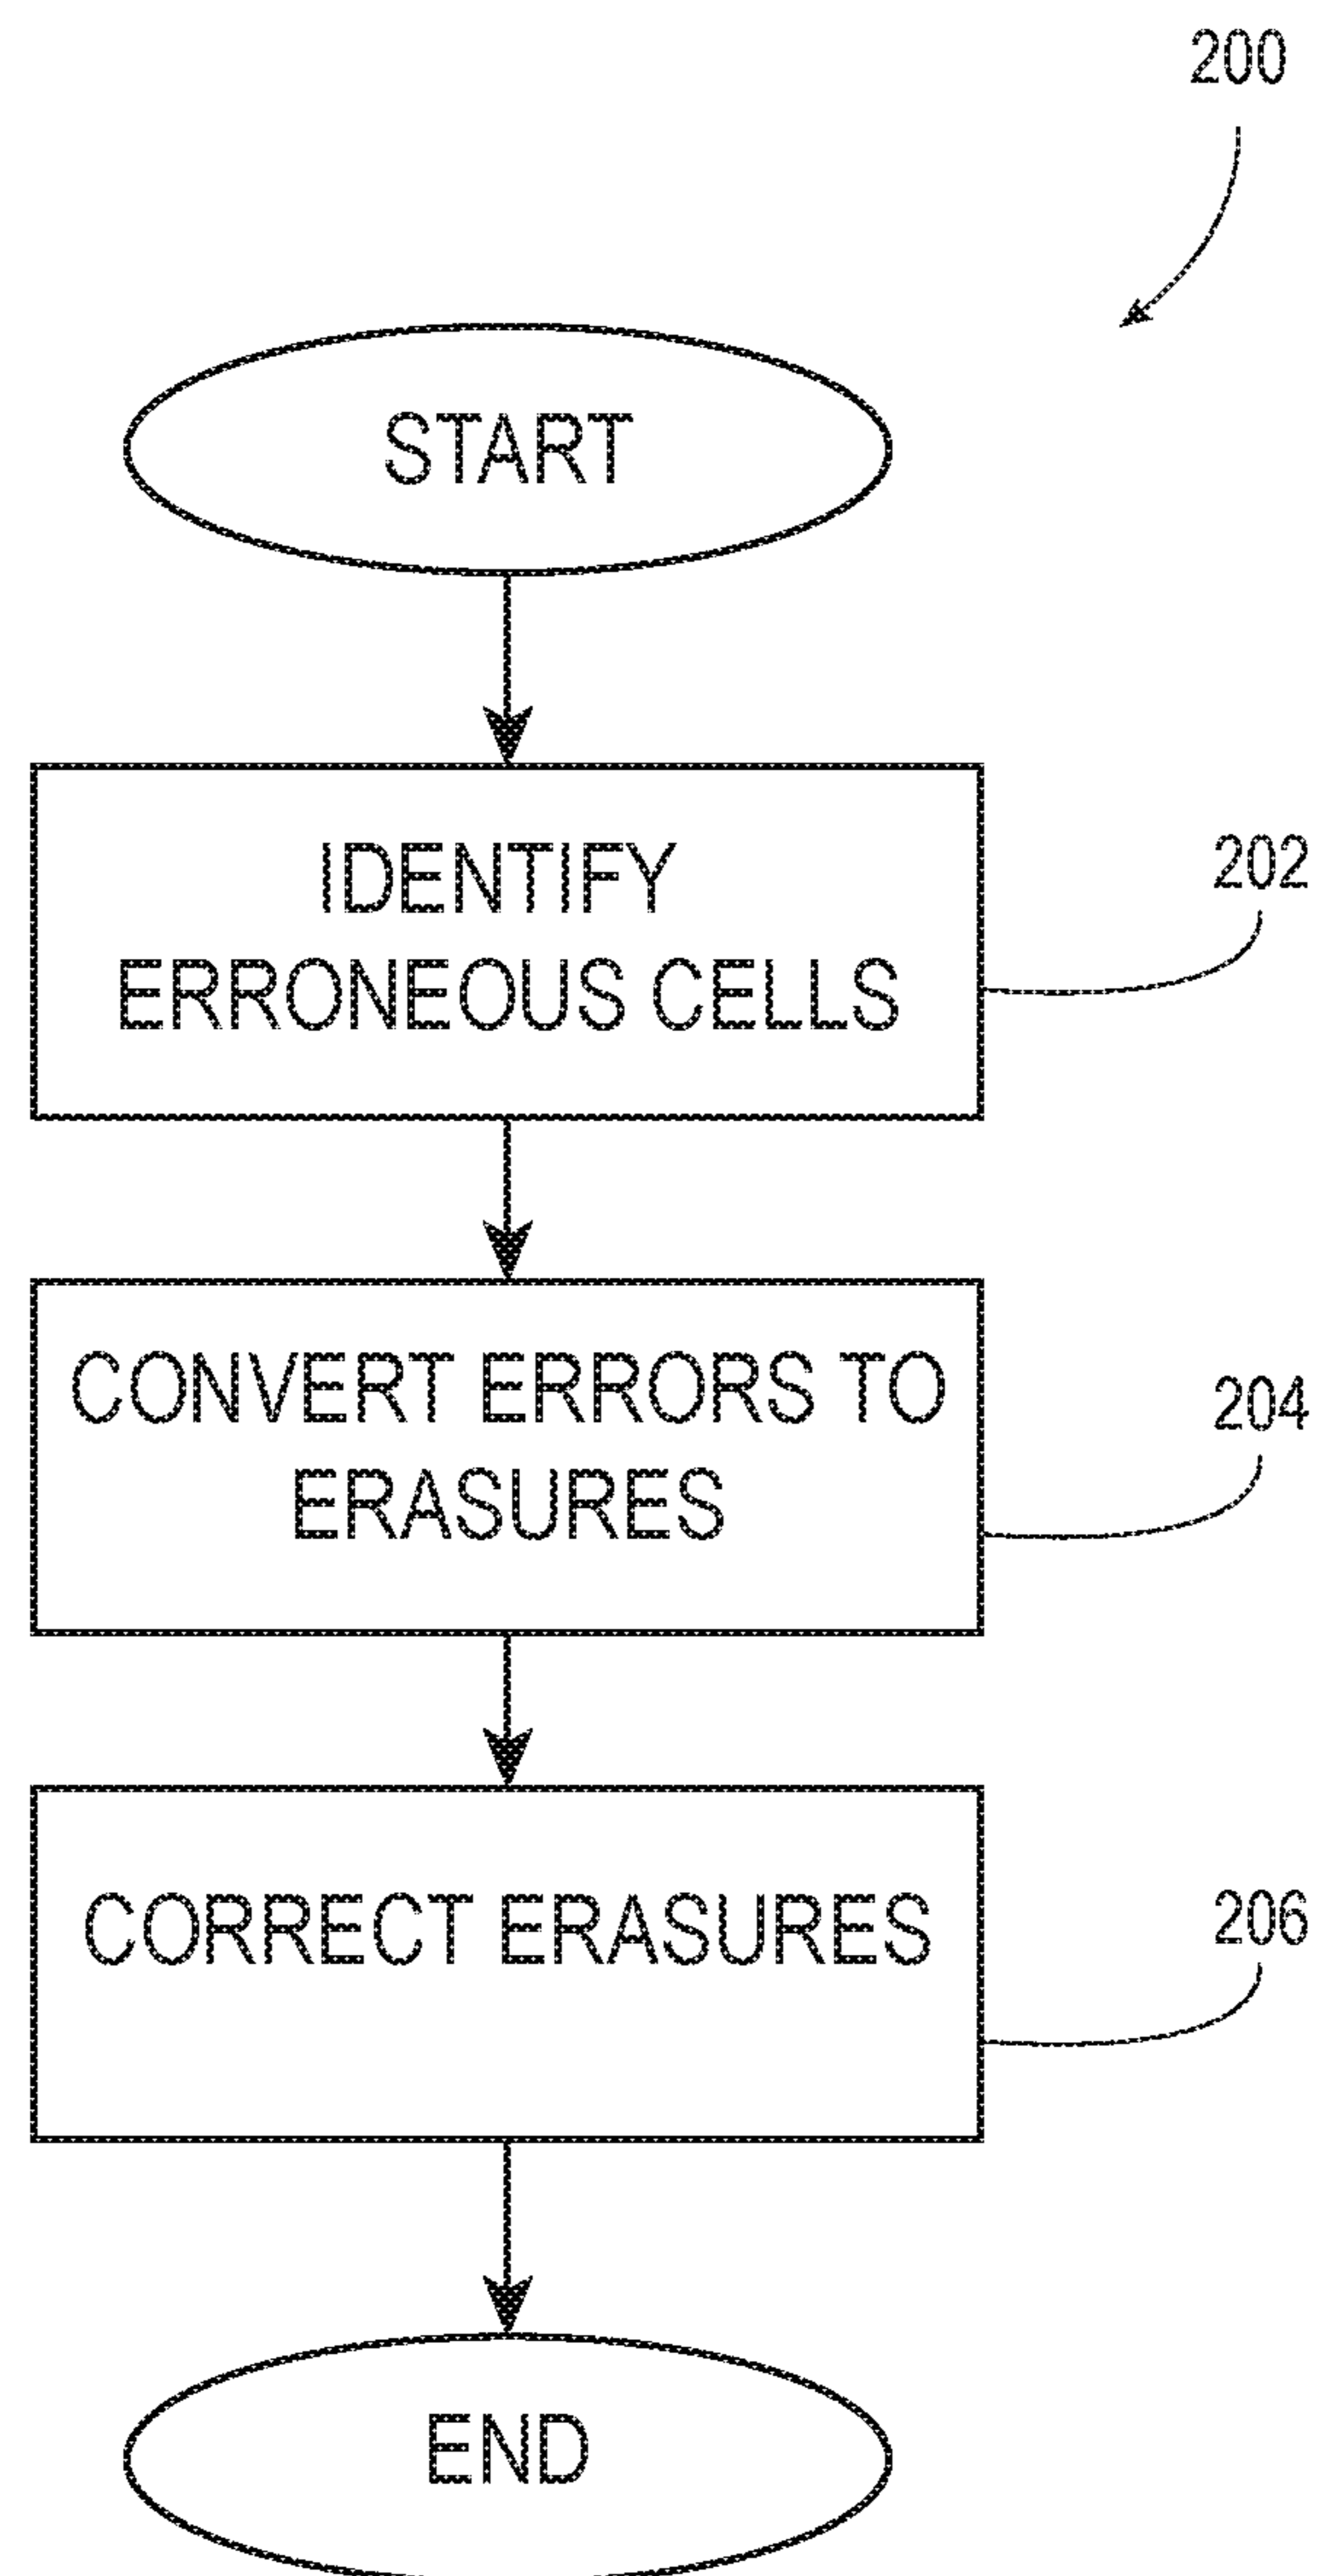 200
START
IDENTIFY
ERRONEOUS CELLS
202
CONVERT ERRORS TO
ERASURES
204
CORRECT ERASURES
206
END